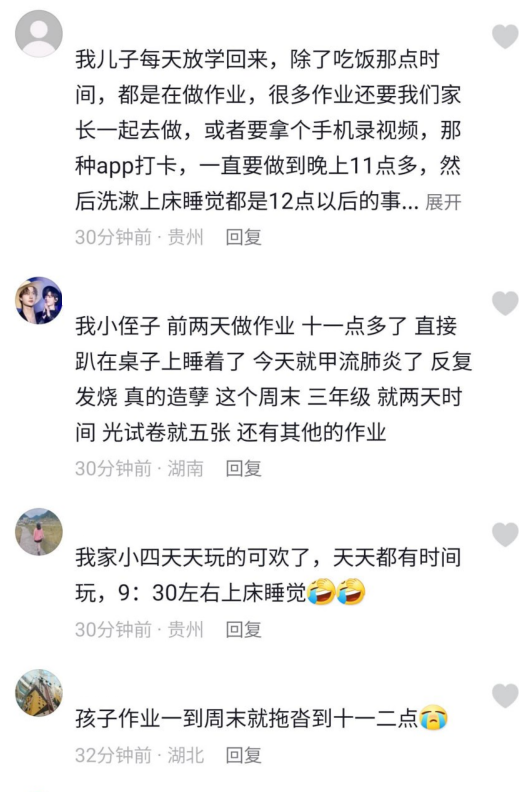 我儿子每天放学回来，除了吃饭那点时
间，都是在做作业，很多作业还要我们家
长一起去做，或者要拿个手机录视频，那
种app打卡，一直要做到晚上11点多，然
后洗漱上床睡觉都是12点以后的事... 展开
30分钟前 · 贵州 回复
我小侄子 前两天做作业 十一点多了 直接
趴在桌子上睡着了 今天就甲流肺炎了 反复
发烧 真的造孽 这个周末 三年级 就两天时
间 光试卷就五张 还有其他的作业
30分钟前 · 湖南 回复
我家小四天天玩的可欢了，天天都有时间
玩，9：30左右上床睡觉🤣🤣
30分钟前 · 贵州 回复
孩子作业一到周末就拖沓到十一二点😭
32分钟前 · 湖北 回复